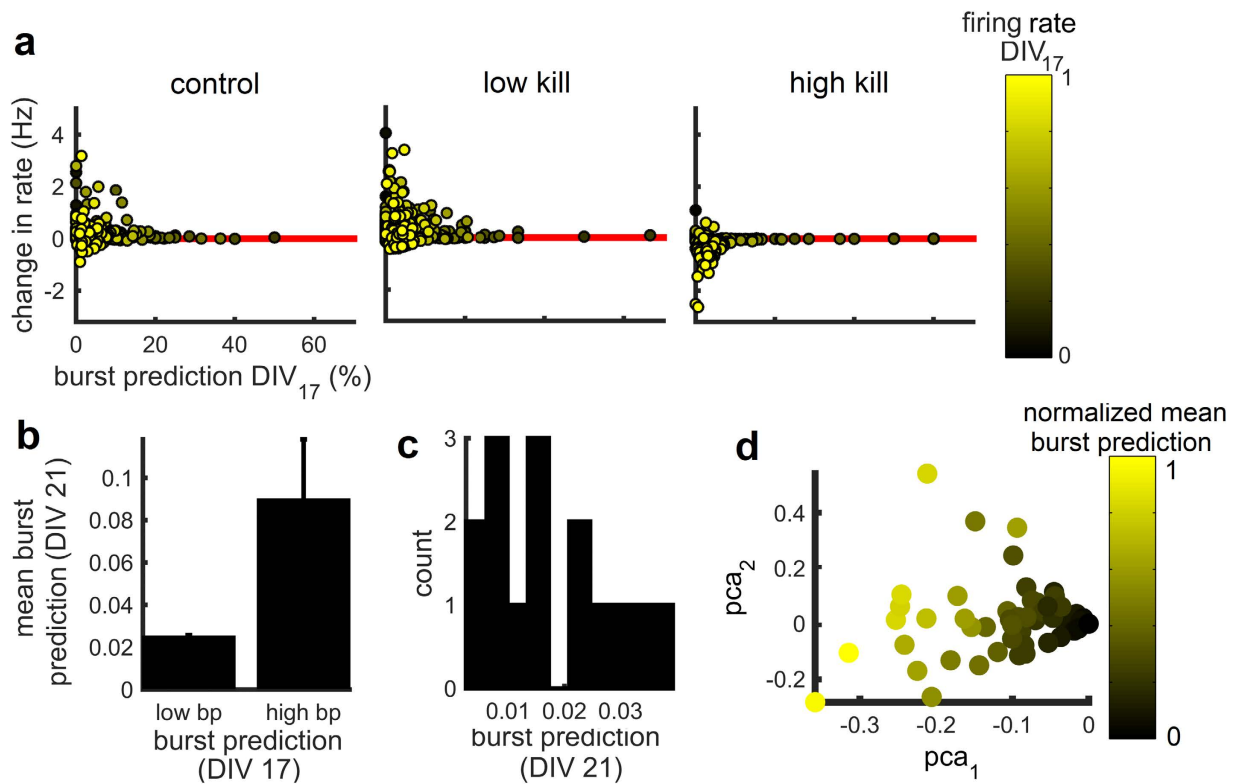 a
firing rate
DIV17
control
low kill
high kill
1
0
change in rate (Hz)
4
2
0
-2
0 20 40 60
burst prediction DIV17 (%)
b
mean burst
prediction (DIV 21)
0.1
0.08
0.06
0.04
0.02
0
low bp high bp
burst prediction
(DIV 17)
c
count
3
2
1
0
0.01 0.02 0.03
burst prediction
(DIV 21)
d
normalized mean
burst prediction
1
0
pca2
0.4
0.2
0
-0.2
-0.3 -0.2 -0.1 0
pca1